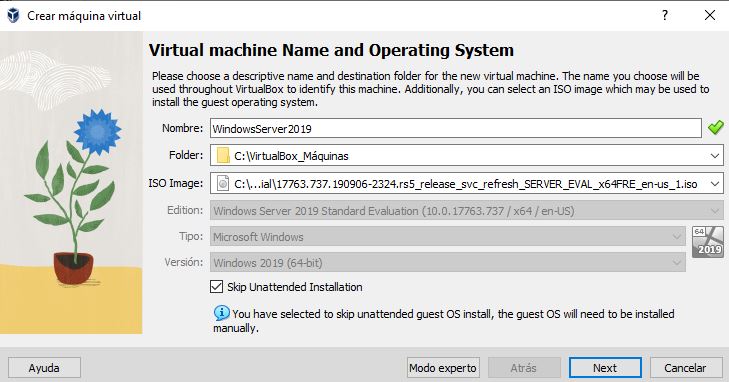 Crear máquina virtual
?
Virtual machine Name and Operating System
Please choose a descriptive name and destination folder for the new virtual machine. The name you choose will be
used throughout VirtualBox to identify this machine. Additionally, you can select an ISO image which may be used to
install the guest operating system.
Nombre: WindowsServer2019
Folder: C:\VirtualBox_Máquinas
ISO Image: C:\...ial\17763.737.190906-2324.rs5_release_svc_refresh_SERVER_EVAL_x64FRE_en-us_1.iso
Edition: Windows Server 2019 Standard Evaluation (10.0.17763.737 / x64 / en-US)
Tipo: Microsoft Windows
64
2019
Versión: Windows 2019 (64-bit)
Skip Unattended Installation
You have selected to skip unattended guest OS install, the guest OS will need to be installed
manually.
Ayuda Modo experto Atrás Next Cancelar